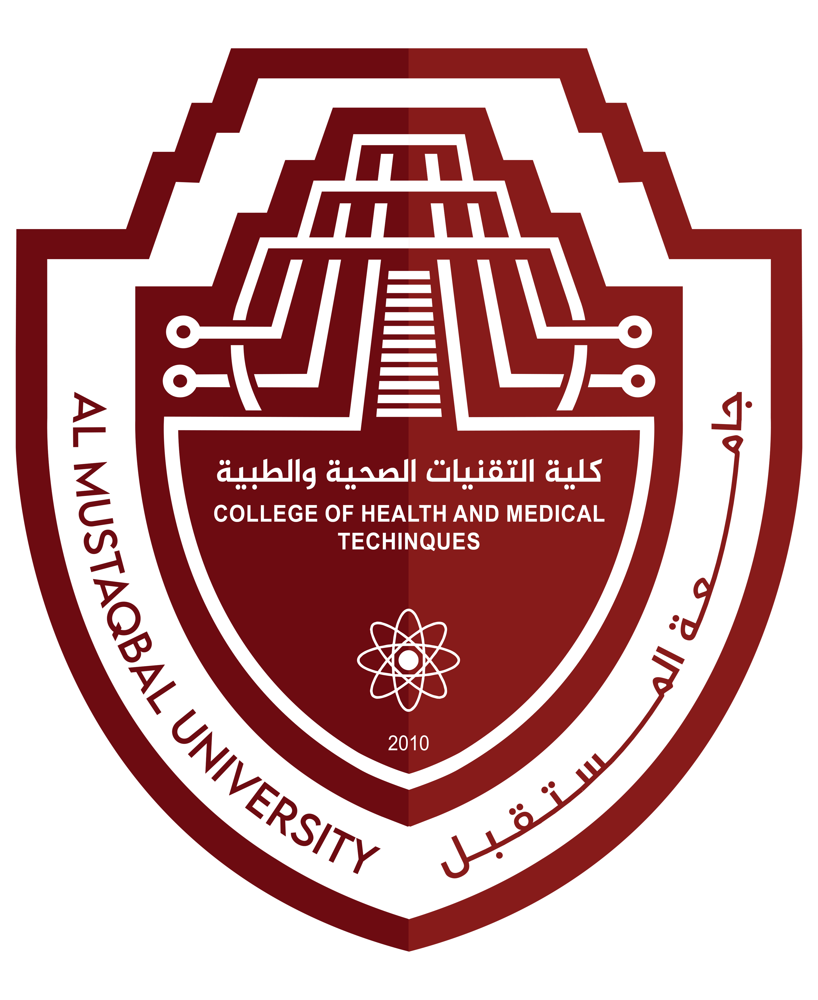 كلية التقنيات الصحية والطبية
COLLEGE OF HEALTH AND MEDICAL
TECHINQUES
2010
AL MUSTAQBAL UNIVERSITY
جامعة المستقبل